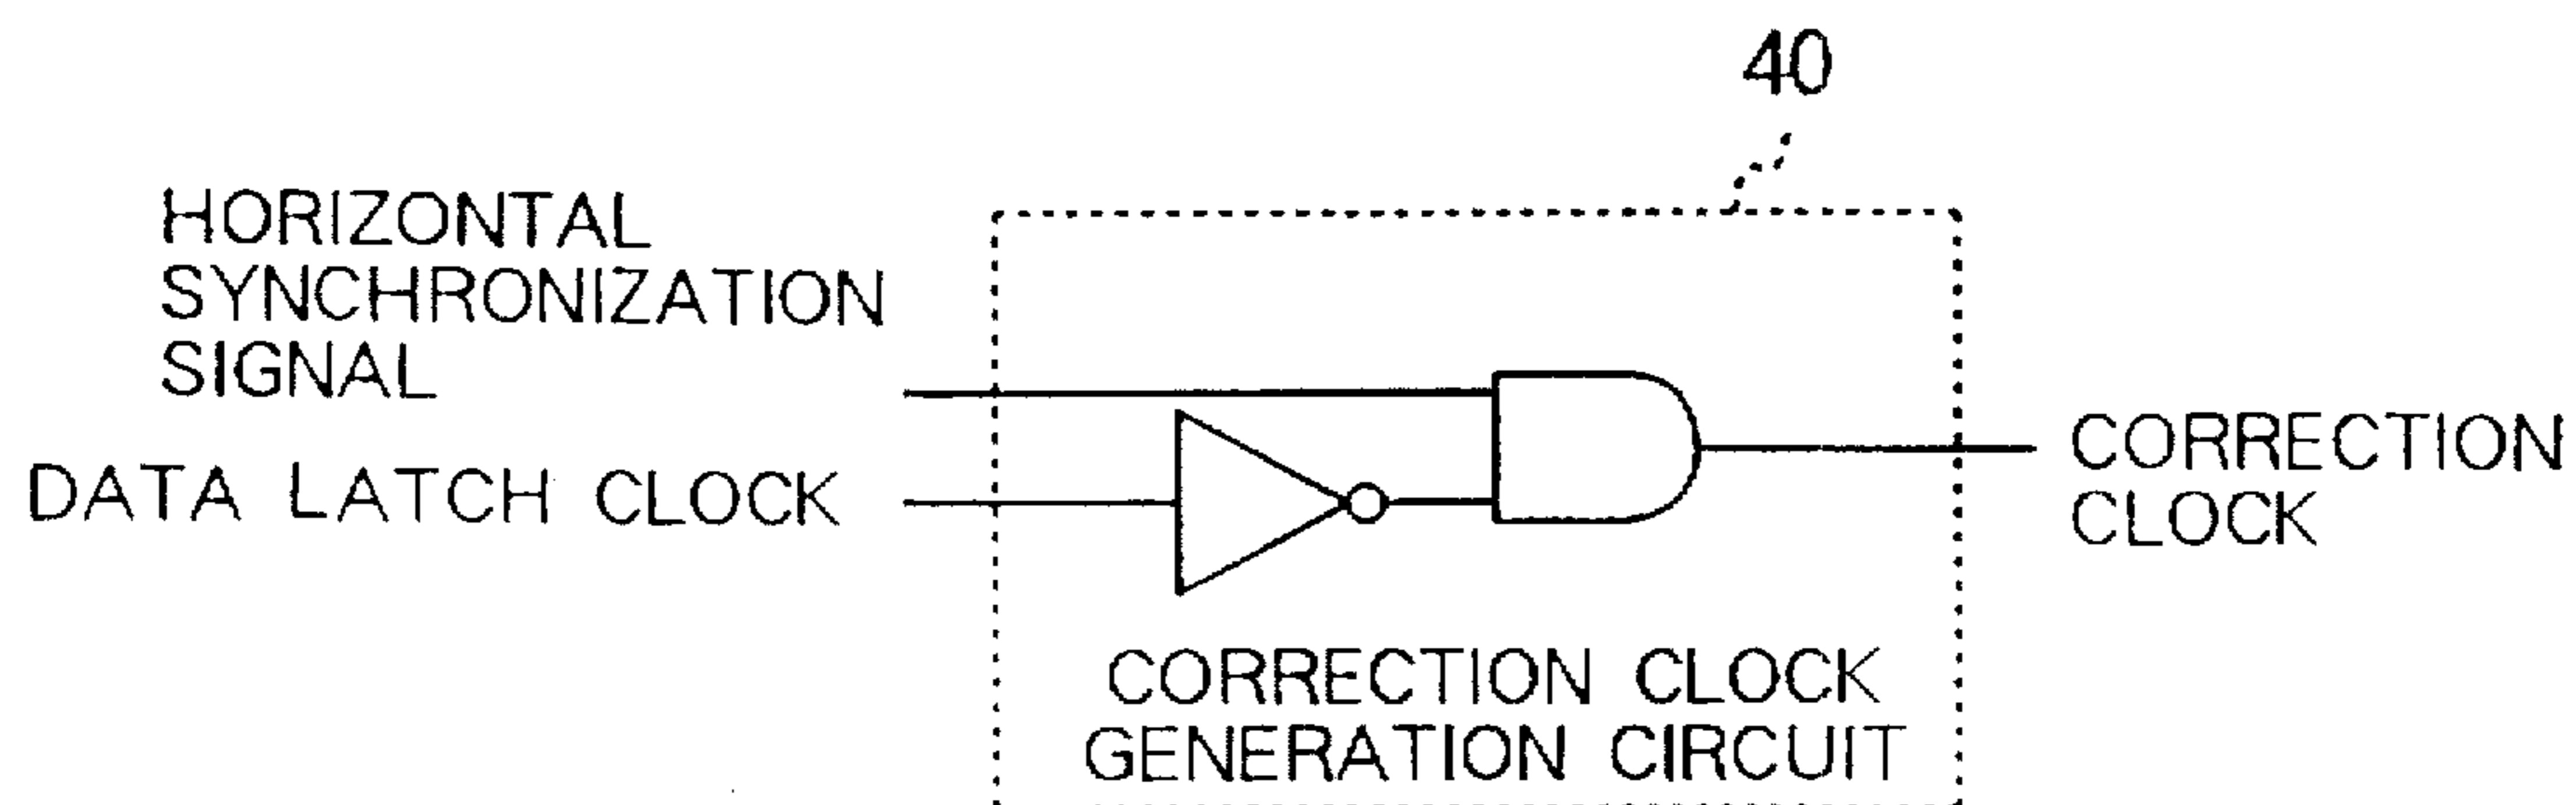 40
HORIZONTAL
SYNCHRONIZATION
SIGNAL
DATA LATCH CLOCK
CORRECTION
CLOCK
CORRECTION CLOCK
GENERATION CIRCUIT